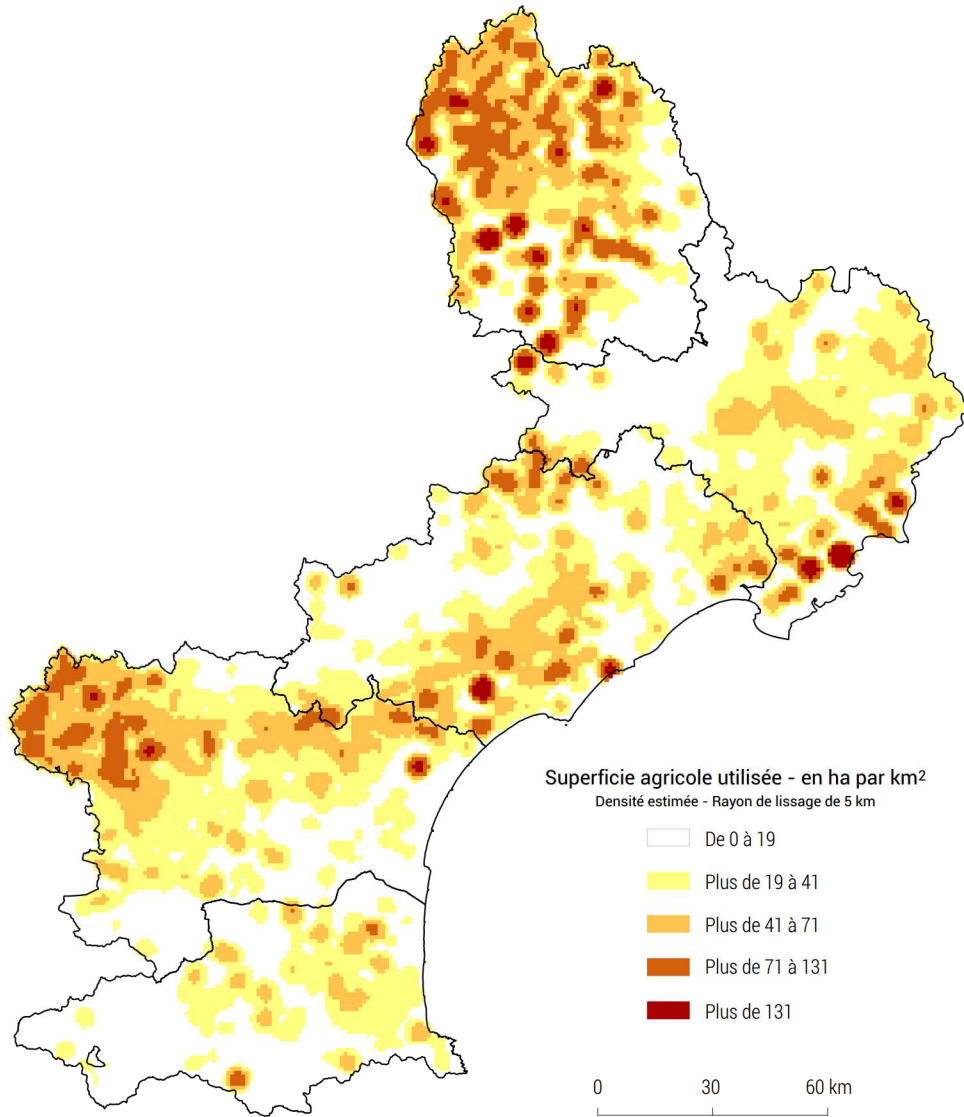 Superficie agricole utilisée - en ha par km²
Densité estimée - Rayon de lissage de 5 km
De 0 à 19
Plus de 19 à 41
Plus de 41 à 71
Plus de 71 à 131
Plus de 131
0 30 60 km